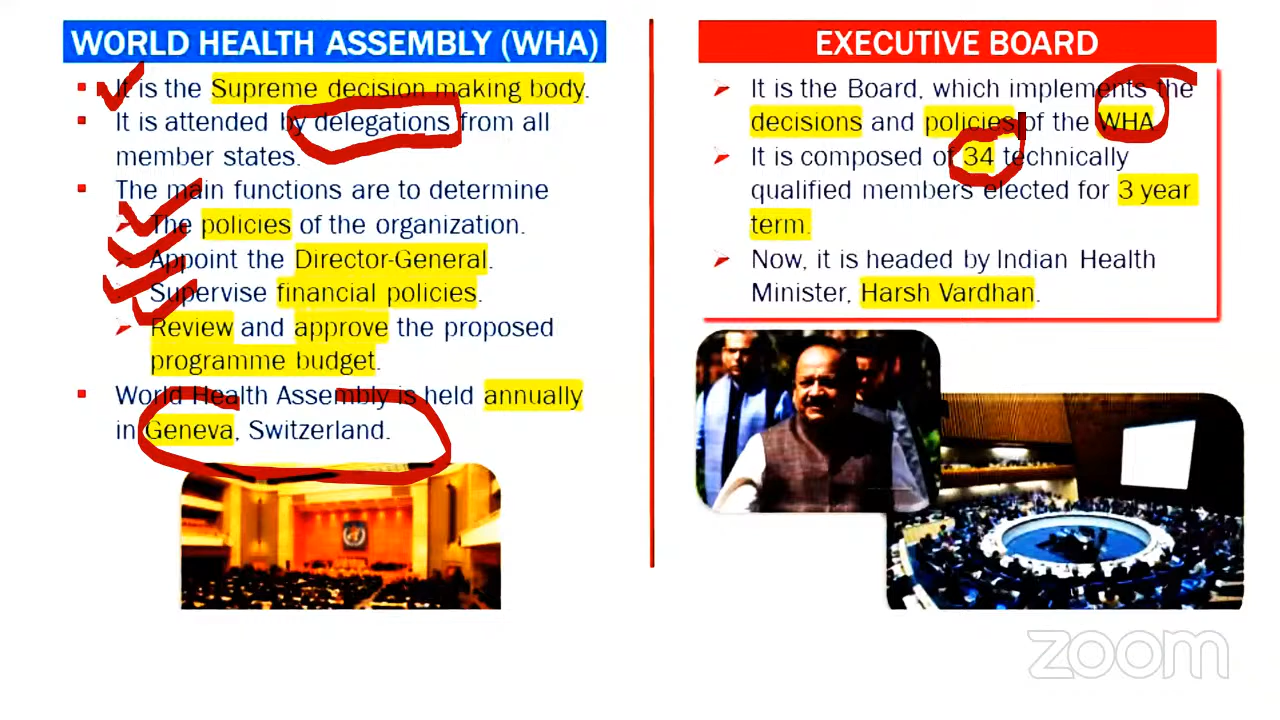 WORLD HEALTH ASSEMBLY (WHA)
It is the Supreme decision making body.
It is attended by delegations from all
member states.
The main functions are to determine
The policies of the organization.
Appoint the Director-General.
Supervise financial policies.
Review and approve the proposed
programme budget.
World Health Assembly is held annually
in Geneva, Switzerland.
EXECUTIVE BOARD
It is the Board, which implements the
decisions and policies of the WHA.
It is composed of 34 technically
qualified members elected for 3 year
term.
Now, it is headed by Indian Health
Minister, Harsh Vardhan.
zoom